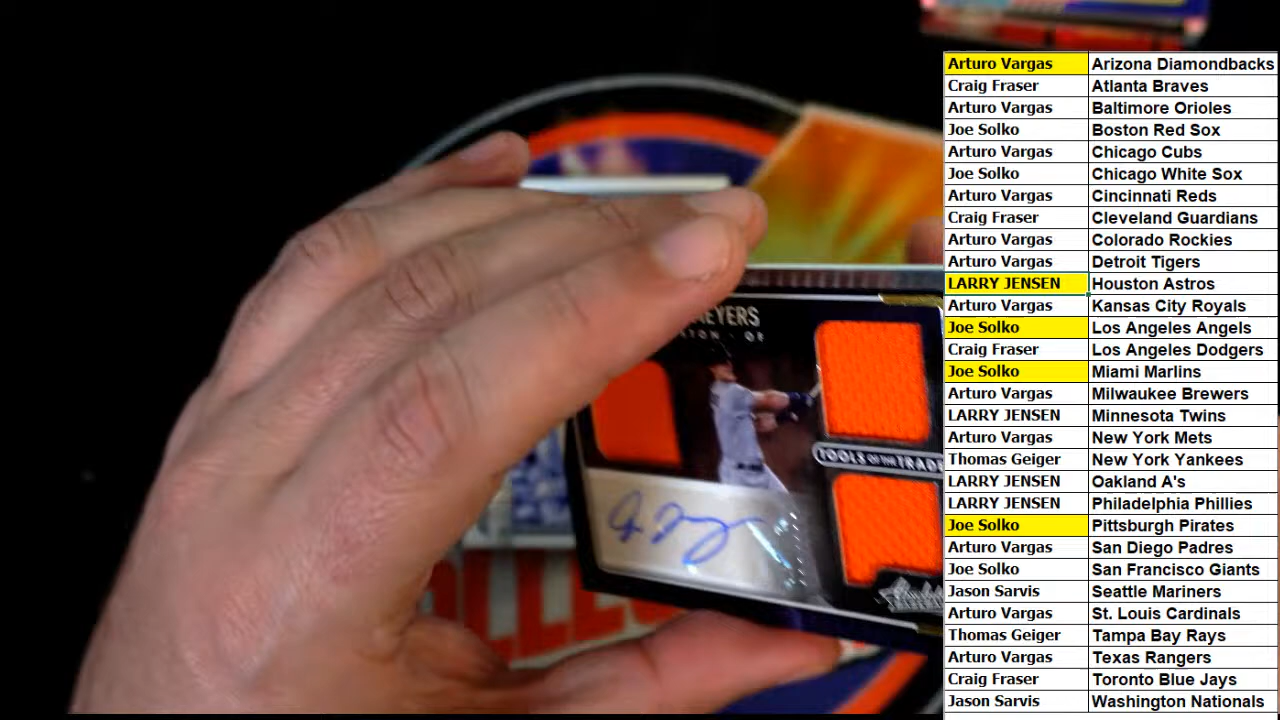 Arturo Vargas Arizona Diamondbacks
Craig Fraser Atlanta Braves
Arturo Vargas Baltimore Orioles
Joe Solko Boston Red Sox
Arturo Vargas Chicago Cubs
Joe Solko Chicago White Sox
Arturo Vargas Cincinnati Reds
Craig Fraser Cleveland Guardians
Arturo Vargas Colorado Rockies
Arturo Vargas Detroit Tigers
LARRY JENSEN Houston Astros
Arturo Vargas Kansas City Royals
Joe Solko Los Angeles Angels
Craig Fraser Los Angeles Dodgers
Joe Solko Miami Marlins
Arturo Vargas Milwaukee Brewers
LARRY JENSEN Minnesota Twins
Arturo Vargas New York Mets
Thomas Geiger New York Yankees
LARRY JENSEN Oakland A's
LARRY JENSEN Philadelphia Phillies
Joe Solko Pittsburgh Pirates
Arturo Vargas San Diego Padres
Joe Solko San Francisco Giants
Jason Sarvis Seattle Mariners
Arturo Vargas St. Louis Cardinals
Thomas Geiger Tampa Bay Rays
Arturo Vargas Texas Rangers
Craig Fraser Toronto Blue Jays
Jason Sarvis Washington Nationals
MEYERS
TOOLS OF THE TRADE